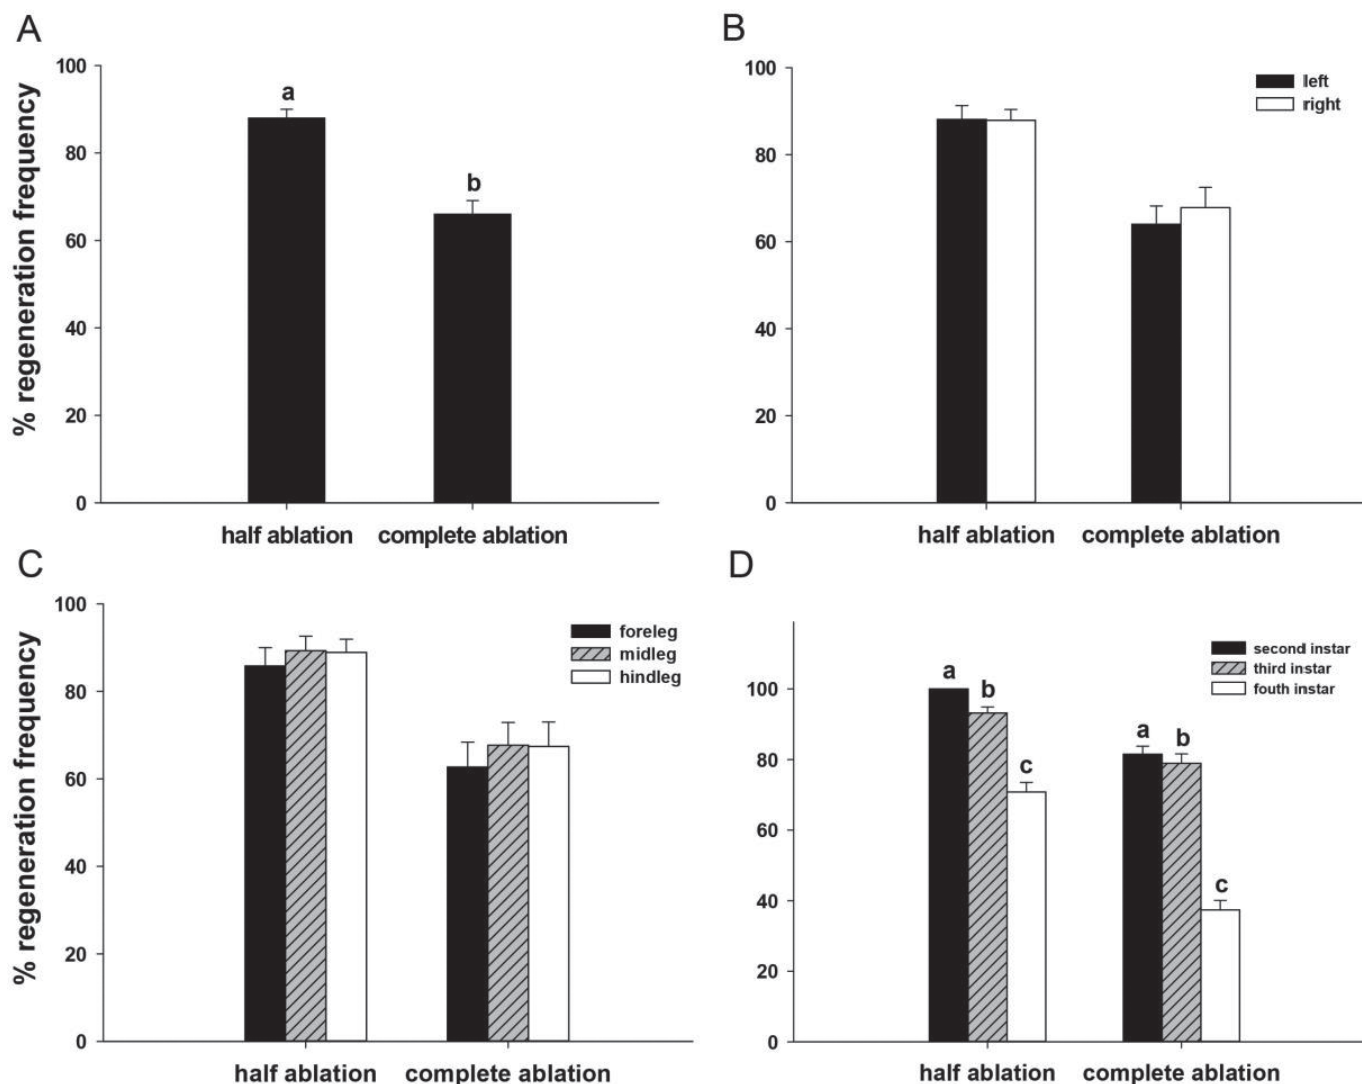 A
% regeneration frequency
100
80
60
40
20
0
a
b
half ablation complete ablation
B
100
80
60
40
20
0
left
right
half ablation complete ablation
C
% regeneration frequency
100
80
60
40
20
0
foreleg
midleg
hindleg
half ablation complete ablation
D
100
80
60
40
20
0
second instar
third instar
fouth instar
a
b
c
a
b
c
half ablation complete ablation